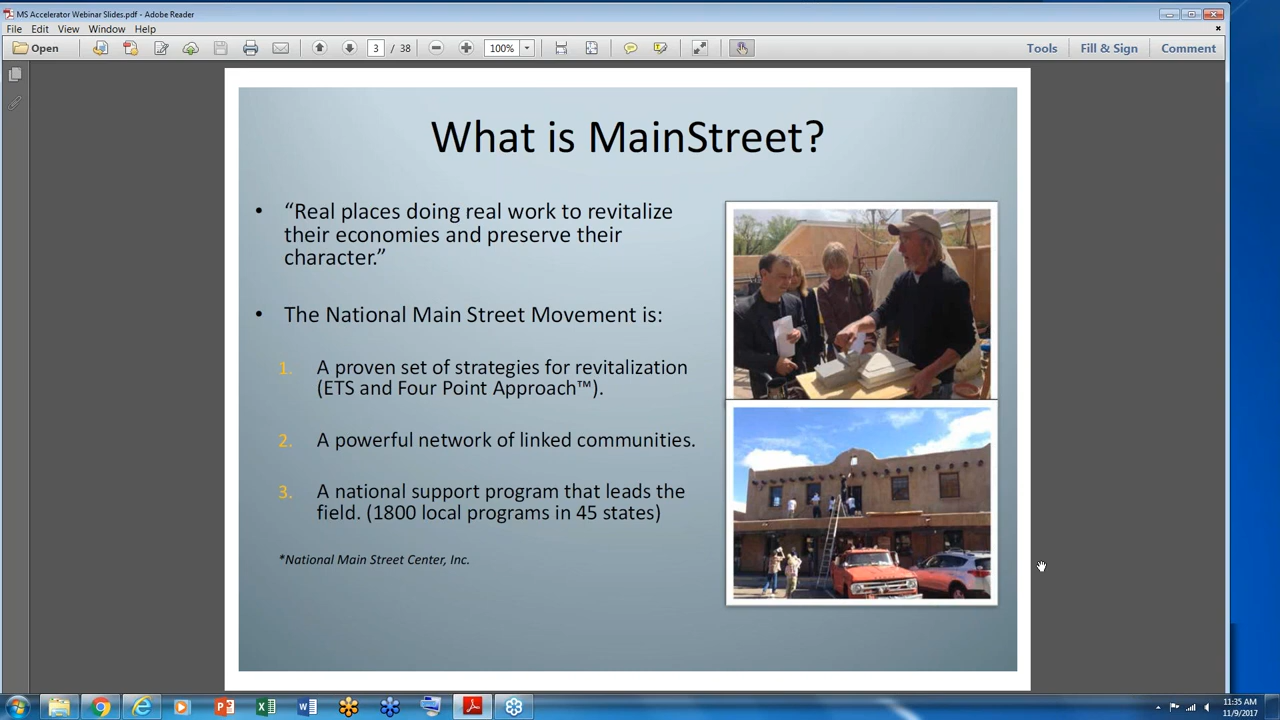 MS Accelerator Webinar Slides.pdf - Adobe Reader
File Edit View Window Help
Open 3 / 38 100% Tools Fill & Sign Comment
What is MainStreet?
• “Real places doing real work to revitalize
their economies and preserve their
character.”
• The National Main Street Movement is:
1. A proven set of strategies for revitalization
(ETS and Four Point Approach™).
2. A powerful network of linked communities.
3. A national support program that leads the
field. (1800 local programs in 45 states)
*National Main Street Center, Inc.
11:35 AM
11/9/2017